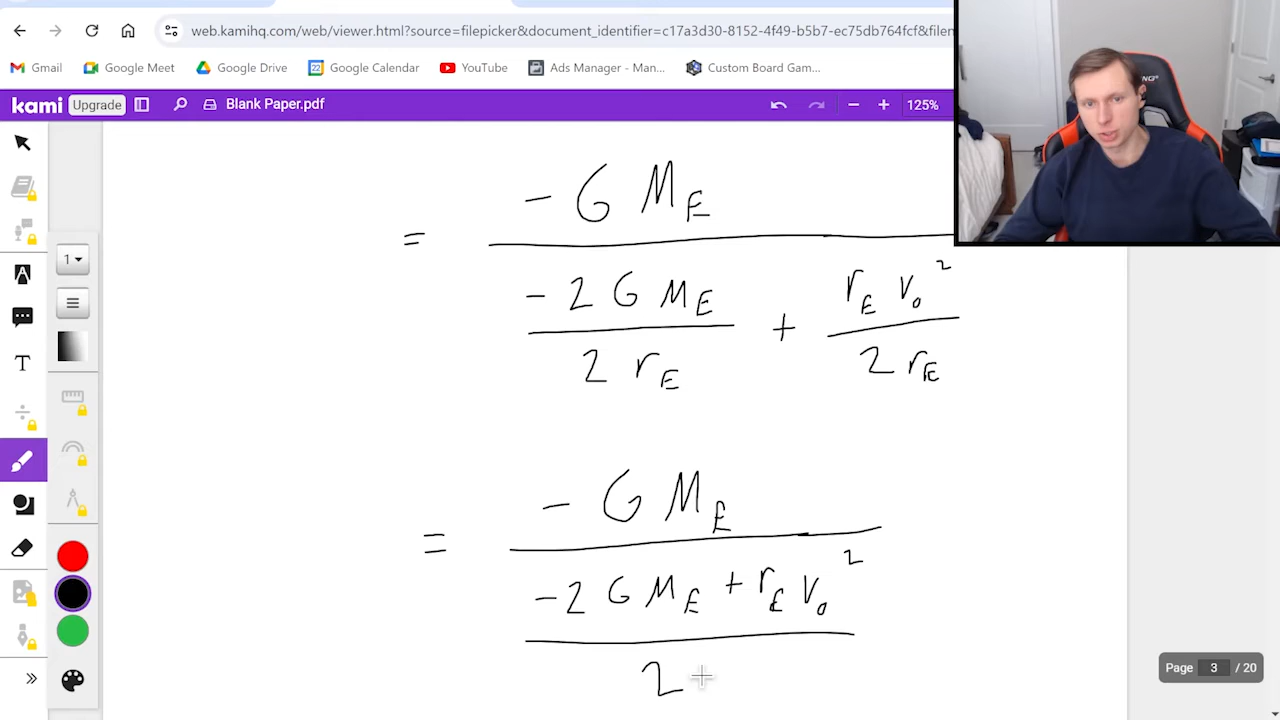 web.kamihq.com/web/viewer.html?source=filepicker&document_identifier=c17a3d30-8152-4f49-b5b7-ec75db764fcf&filen
Gmail Google Meet Google Drive 22 Google Calendar YouTube Ads Manager - Man... Custom Board Gam...
kami Upgrade Blank Paper.pdf 125%
1
A
T
- G M_E
=
- 2 G M_E + r_E v_0^2
2 r_E 2 r_E
- G M_E
=
-2 G M_E + r_E v_0^2
2
Page 3 / 20